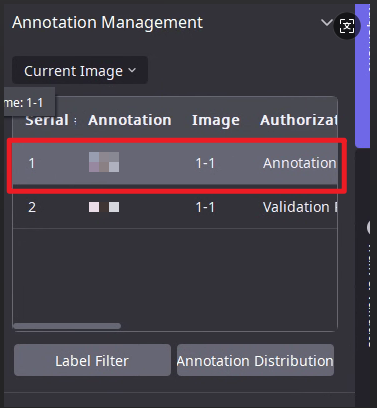 Annotation Management
Current Image
me: 1-1
Serial Annotation Image Authorizat
1 1-1 Annotation
2 1-1 Validation
Label Filter Annotation Distribution